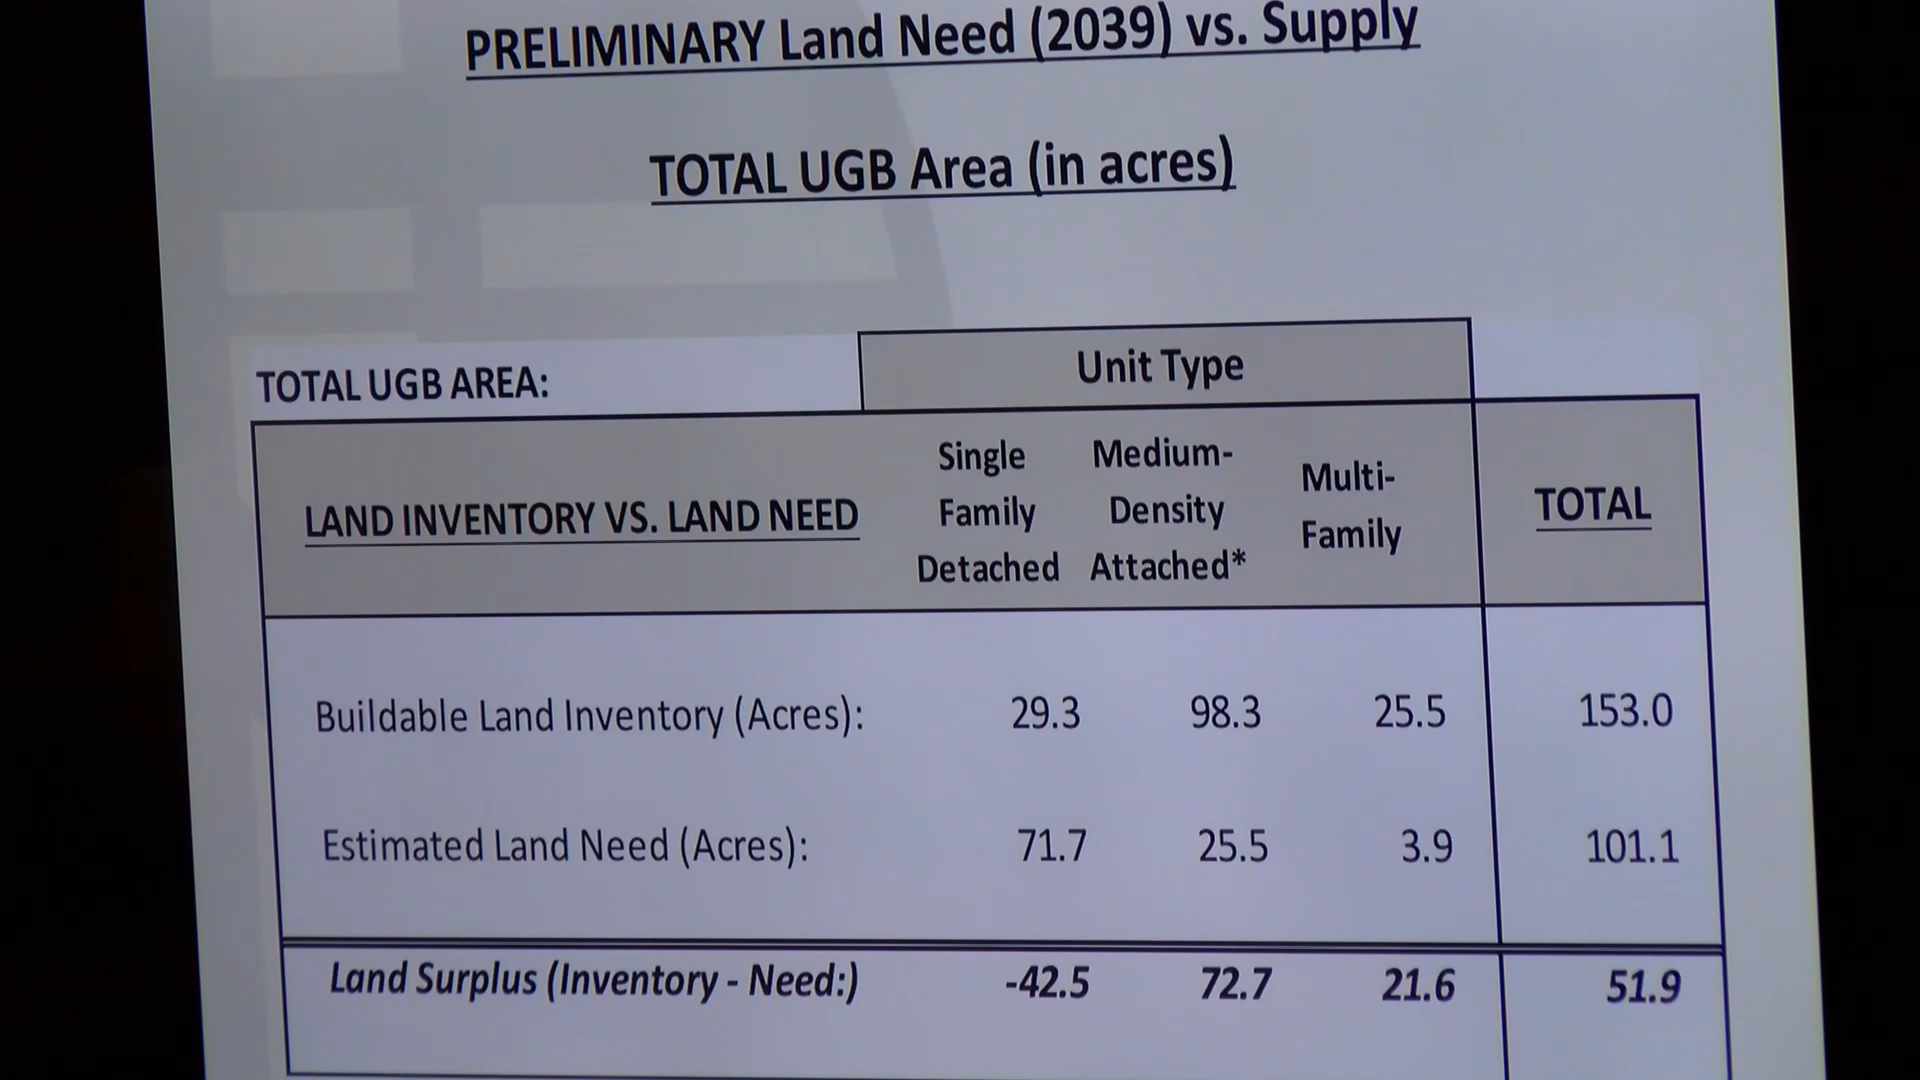 PRELIMINARY Land Need (2039) vs. Supply
TOTAL UGB Area (in acres)
TOTAL UGB AREA:
Unit Type
LAND INVENTORY VS. LAND NEED
Single Family Detached
Medium-Density Attached*
Multi-Family
TOTAL
Buildable Land Inventory (Acres): 29.3 98.3 25.5 153.0
Estimated Land Need (Acres): 71.7 25.5 3.9 101.1
Land Surplus (Inventory - Need:) -42.5 72.7 21.6 51.9